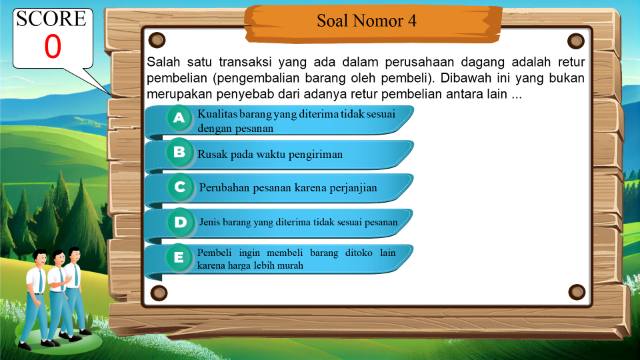 SCORE
0
Soal Nomor 4
Salah satu transaksi yang ada dalam perusahaan dagang adalah retur
pembelian (pengembalian barang oleh pembeli). Dibawah ini yang bukan
merupakan penyebab dari adanya retur pembelian antara lain ...
A Kualitas barang yang diterima tidak sesuai
dengan pesanan
B Rusak pada waktu pengiriman
C Perubahan pesanan karena perjanjian
D Jenis barang yang diterima tidak sesuai pesanan
E Pembeli ingin membeli barang ditoko lain
karena harga lebih murah